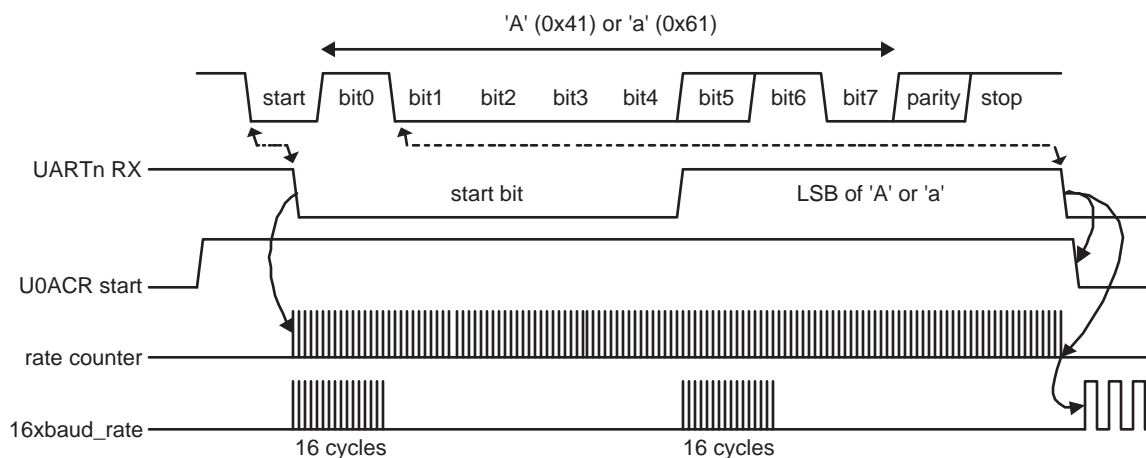 'A' (0x41) or 'a' (0x61)
start bit0 bit1 bit2 bit3 bit4 bit5 bit6 bit7 parity stop
UARTn RX
start bit LSB of 'A' or 'a'
U0ACR start
rate counter
16xbaud_rate
16 cycles 16 cycles